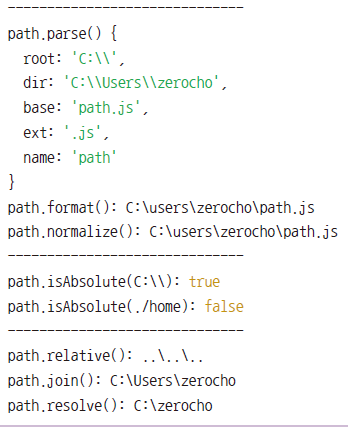 ------------------------------
path.parse() {
  root: 'C:\\',
  dir: 'C:\\Users\\zerocho',
  base: 'path.js',
  ext: '.js',
  name: 'path'
}
path.format(): C:\users\zerocho\path.js
path.normalize(): C:\users\zerocho\path.js
------------------------------
path.isAbsolute(C:\\): true
path.isAbsolute(./home): false
------------------------------
path.relative(): ..\..\..
path.join(): C:\Users\zerocho
path.resolve(): C:\zerocho